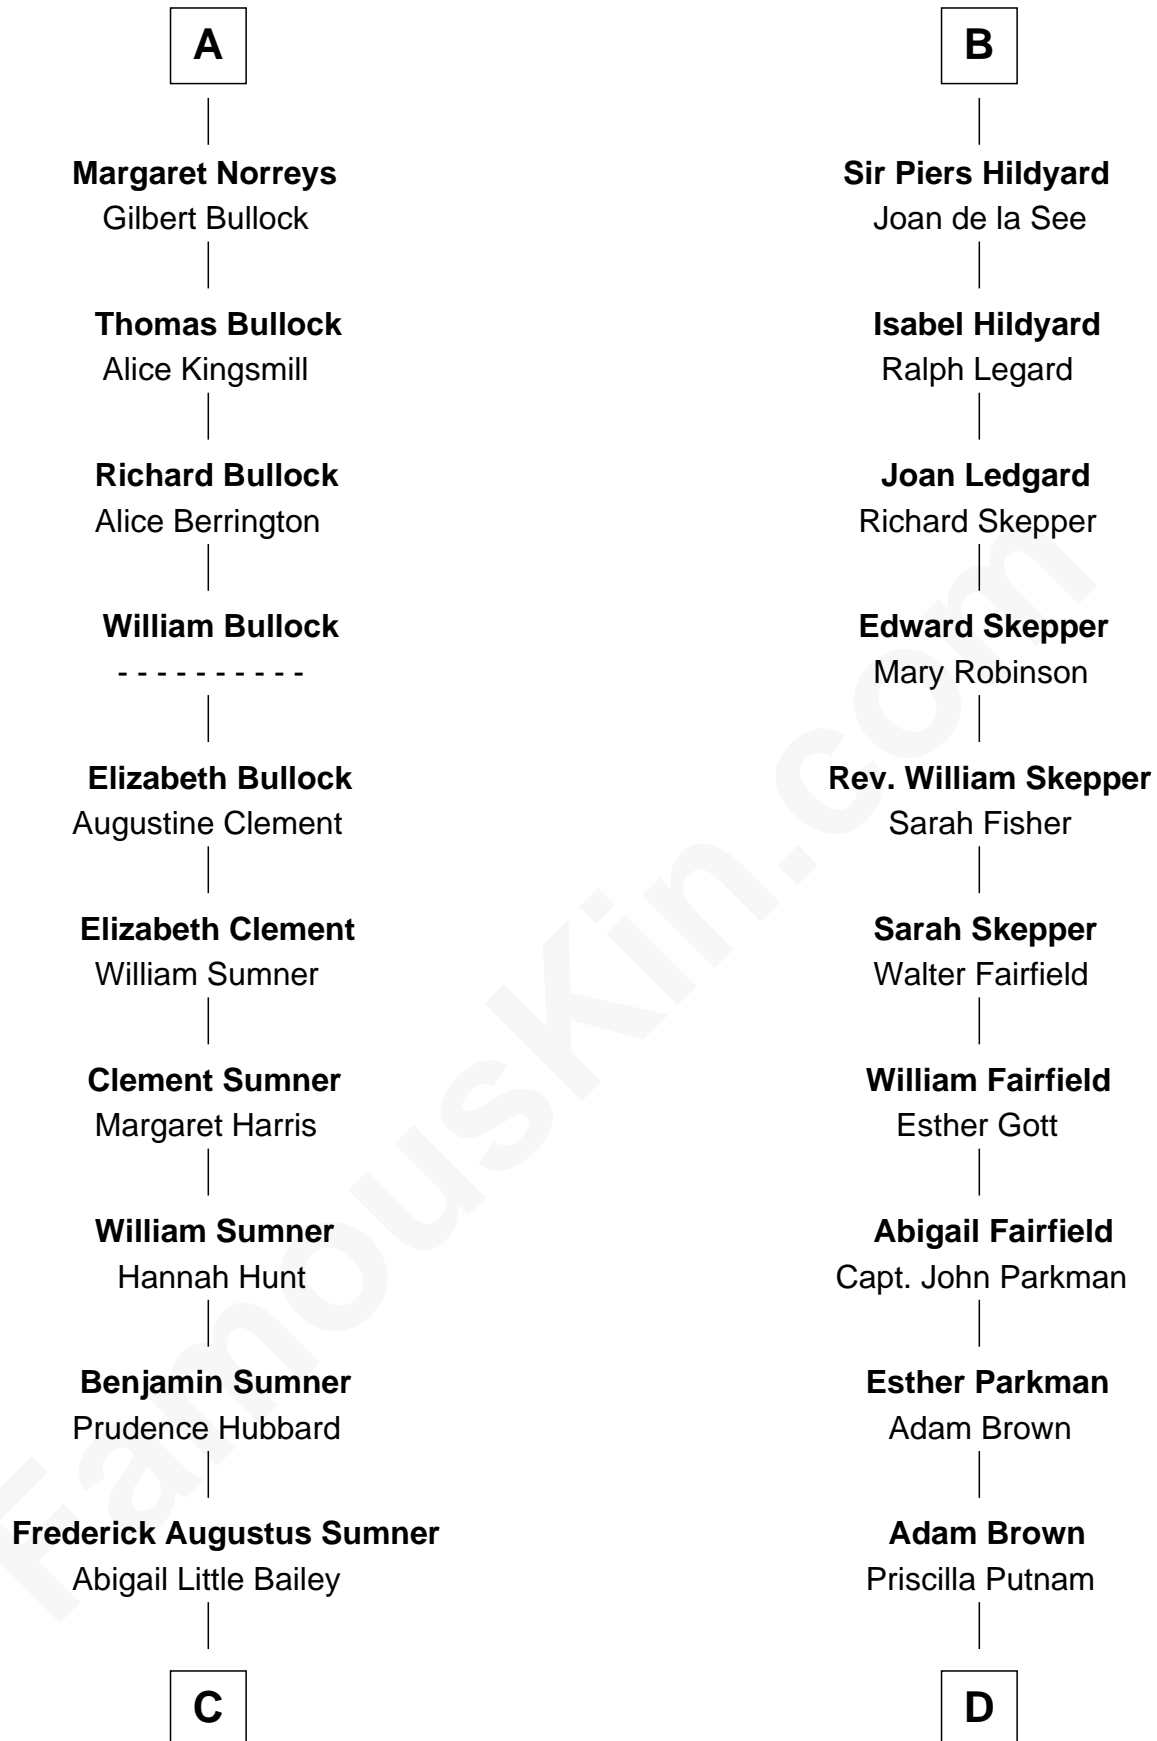 A
Margaret Norreys
Gilbert Bullock
Thomas Bullock
Alice Kingsmill
Richard Bullock
Alice Berrington
William Bullock
- - - - - - - - - -
Elizabeth Bullock
Augustine Clement
Elizabeth Clement
William Sumner
Clement Sumner
Margaret Harris
William Sumner
Hannah Hunt
Benjamin Sumner
Prudence Hubbard
Frederick Augustus Sumner
Abigail Little Bailey
C
B
Sir Piers Hildyard
Joan de la See
Isabel Hildyard
Ralph Legard
Joan Ledgard
Richard Skepper
Edward Skepper
Mary Robinson
Rev. William Skepper
Sarah Fisher
Sarah Skepper
Walter Fairfield
William Fairfield
Esther Gott
Abigail Fairfield
Capt. John Parkman
Esther Parkman
Adam Brown
Adam Brown
Priscilla Putnam
D
FamousKin.com